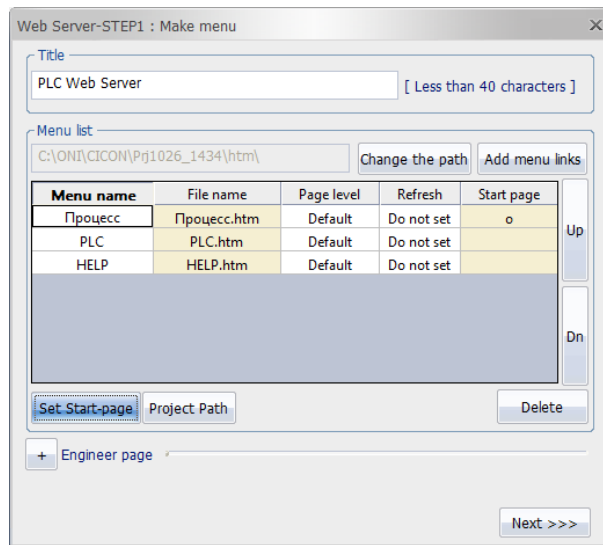 Web Server-STEP1 : Make menu
Title
PLC Web Server [ Less than 40 characters ]
Menu list
C:\ONI\CICON\Prj1026_1434\htm\ Change the path Add menu links
Menu name File name Page level Refresh Start page
Процесс Процесс.htm Default Do not set o
Up
PLC PLC.htm Default Do not set
HELP HELP.htm Default Do not set
Dn
Set Start-page Project Path Delete
+ Engineer page
Next >>>